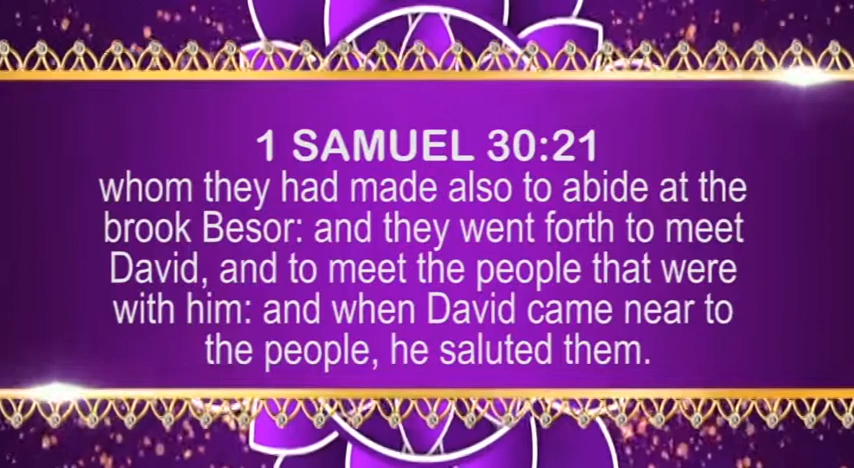 1 SAMUEL 30:21
whom they had made also to abide at the
brook Besor: and they went forth to meet
David, and to meet the people that were
with him: and when David came near to
the people, he saluted them.